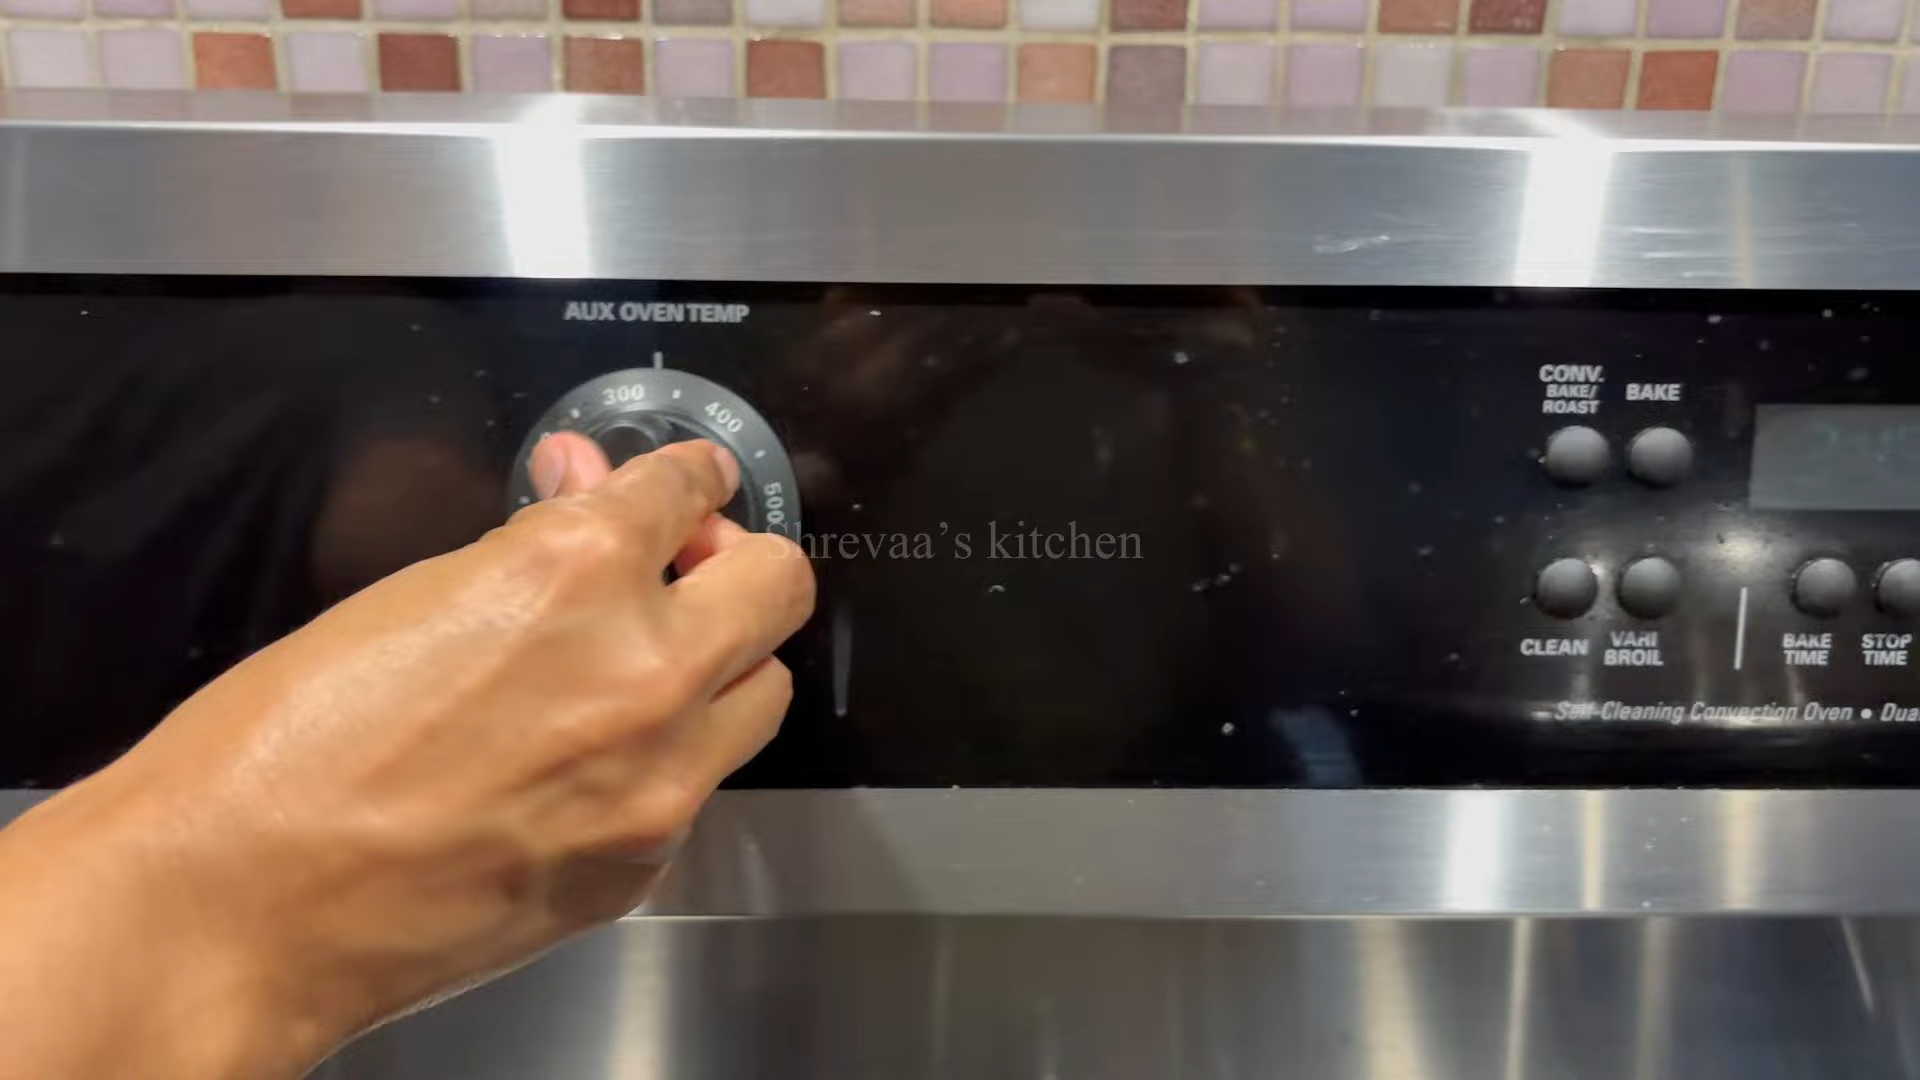 AUX OVEN TEMP
300
400
500
Shrevaa's kitchen
CONV.
BAKE/
ROAST
BAKE
CLEAN
VARI
BROIL
BAKE
TIME
STOP
TIME
Self-Cleaning Convection Oven • Dua